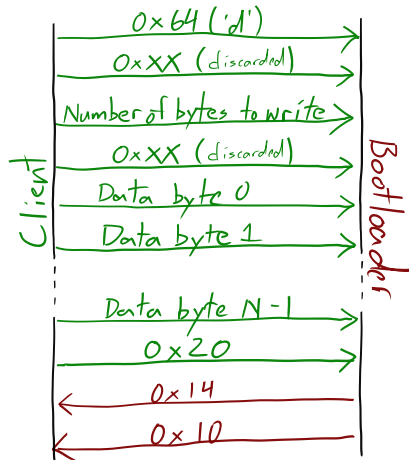 0x64 ('d')
0xXX (discarded)
Number of bytes to write
0xXX (discarded)
Data byte 0
Data byte 1
Data byte N-1
0x20
0x14
0x10
Client
Bootloader